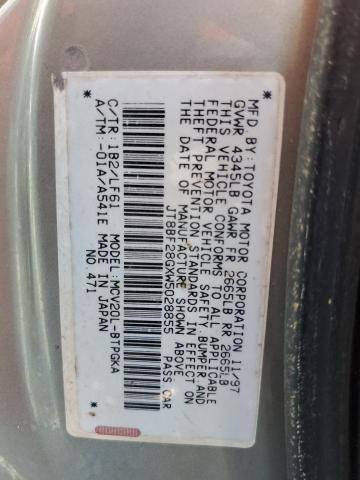 MFD.BY:TOYOTA MOTOR CORPORATION 11/97
GVWR 4345LB GAWR FR 2665LB RR 2665LB
THIS VEHICLE CONFORMS TO ALL APPLICABLE
FEDERAL MOTOR VEHICLE SAFETY,BUMPER,AND
THEFT PREVENTION STANDARDS IN EFFECT ON
THE DATE OF MANUFACTURE SHOWN ABOVE.
*JT8BF28GXW5028855* PASS CAR
C/TR: 1B2/LF61 MODEL:MCV20L-BTPGKA
A/TM:-01A/A541E MADE IN JAPAN NO 471